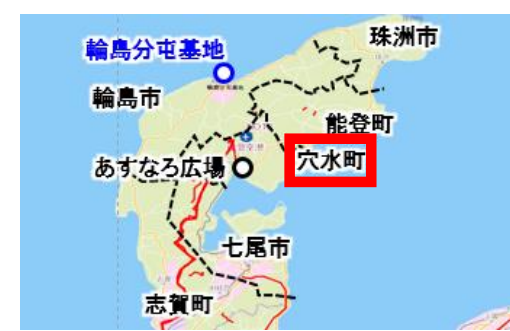 珠洲市
輪島分屯基地
輪島市
能登町
穴水町
あすなろ広場
七尾市
志賀町